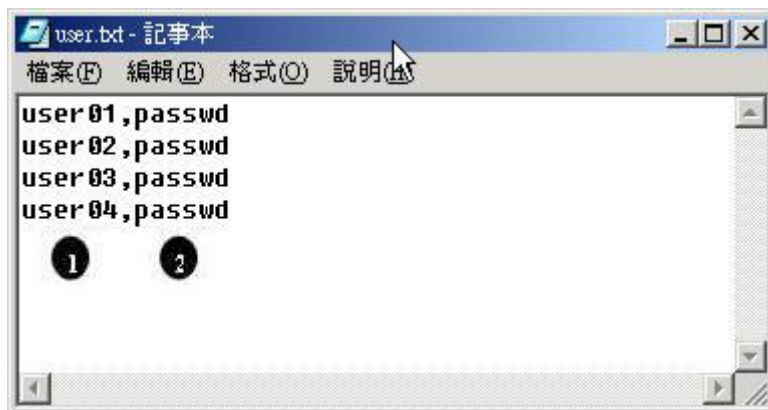 user.txt - 記事本
檔案(F) 編輯(E) 格式(O) 說明(H)
user01,passwd
user02,passwd
user03,passwd
user04,passwd
1 2